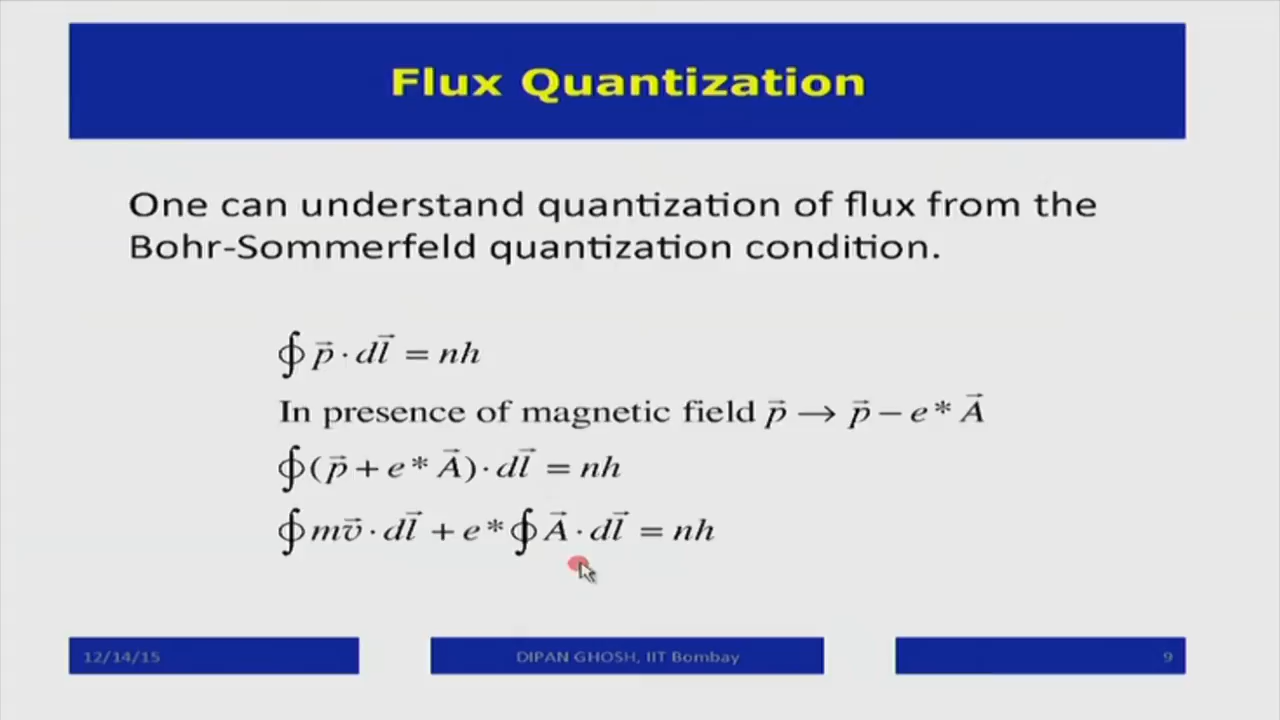 Flux Quantization
One can understand quantization of flux from the
Bohr-Sommerfeld quantization condition.
∮ p⃗ · dl⃗ = nh
In presence of magnetic field p⃗ → p⃗ − e* A⃗
∮(p⃗ + e* A⃗) · dl⃗ = nh
∮ mv⃗ · dl⃗ + e* ∮ A⃗ · dl⃗ = nh
12/14/15
DIPAN GHOSH, IIT Bombay
9